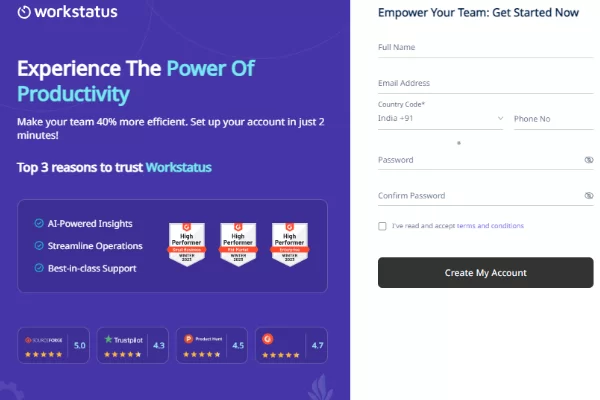 workstatus
Experience The Power Of
Productivity
Make your team 40% more efficient. Set up your account in just 2
minutes!
Top 3 reasons to trust Workstatus
AI-Powered Insights
Streamline Operations
Best-in-class Support
G
High
Performer
Small Business
WINTER
2023
G
High
Performer
Mid Market
WINTER
2023
G
High
Performer
Enterprise
WINTER
2023
SOURCEFORGE
5.0
Trustpilot
4.3
P Product Hunt
4.5
G
4.7
Empower Your Team: Get Started Now
Full Name
Email Address
Country Code*
India +91
Phone No
*
Password
Confirm Password
I've read and accept terms and conditions
Create My Account